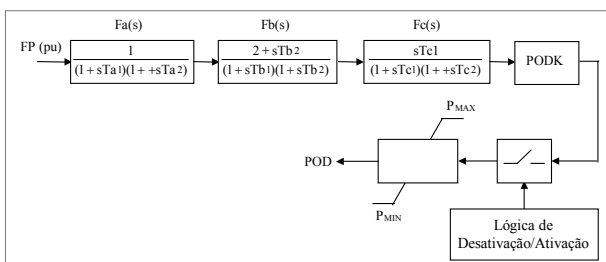 Fa(s) Fb(s) Fc(s)
FP (pu)
1
(1+sTa1)(1++sTa2)
2+sTb2
(1+sTb1)(1+sTb2)
sTc1
(1+sTc1)(1++sTc2)
PODK
PMAX
POD
PMIN
Lógica de
Desativação/Ativação